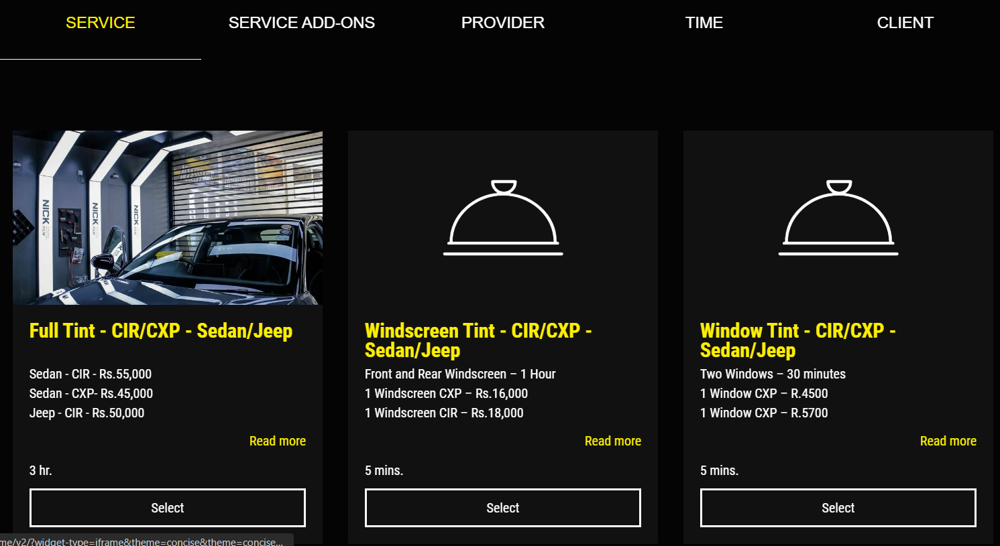 SERVICE
SERVICE ADD-ONS
PROVIDER
TIME
CLIENT
NICK
NICK
NICK
Full Tint - CIR/CXP - Sedan/Jeep
Sedan - CIR - Rs.55,000
Sedan - CXP- Rs.45,000
Jeep - CIR - Rs.50,000
Read more
3 hr.
Select
Windscreen Tint - CIR/CXP -
Sedan/Jeep
Front and Rear Windscreen – 1 Hour
1 Windscreen CXP – Rs.16,000
1 Windscreen CIR – Rs.18,000
Read more
5 mins.
Select
Window Tint - CIR/CXP -
Sedan/Jeep
Two Windows – 30 minutes
1 Window CXP – R.4500
1 Window CXP – R.5700
Read more
5 mins.
Select
me/v2/?widget-type=iframe&theme=concise&theme=concise...